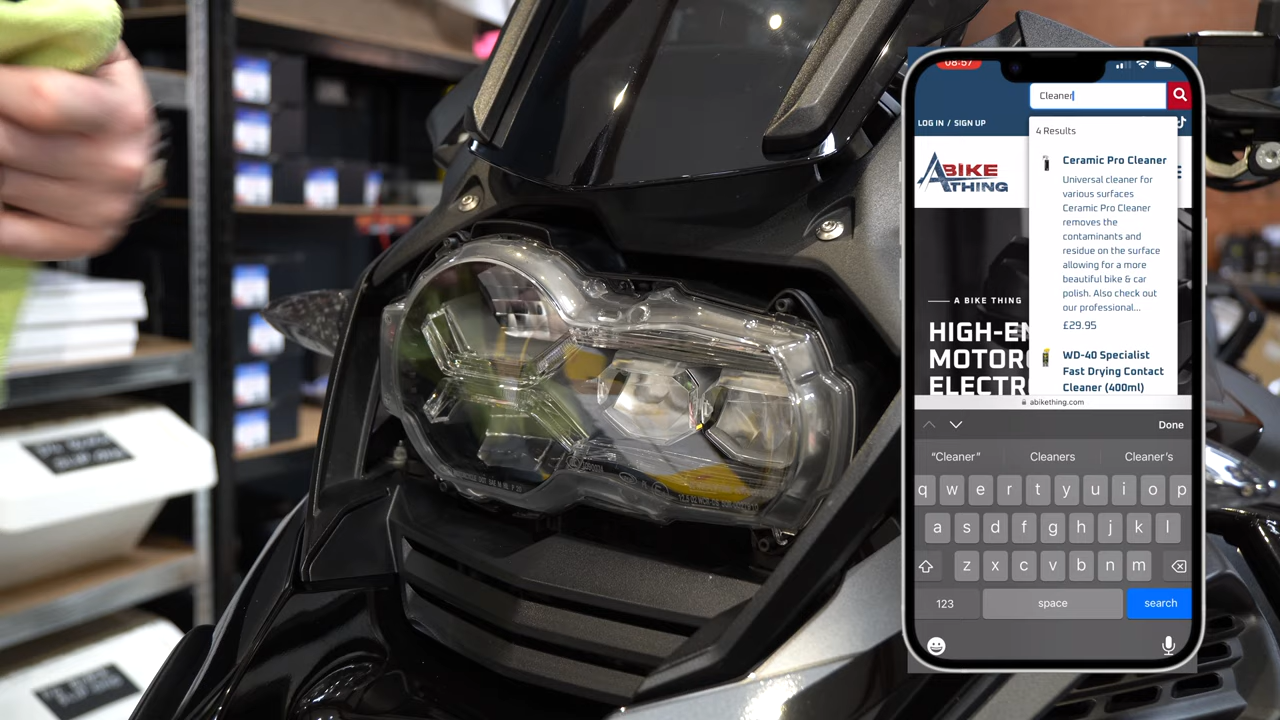 08:57
Cleaner
LOG IN / SIGN UP
4 Results
ABIKE
THING
Ceramic Pro Cleaner
Universal cleaner for
various surfaces
Ceramic Pro Cleaner
removes the
contaminants and
residue on the surface
allowing for a more
beautiful bike & car
polish. Also check out
our professional...
£29.95
WD-40 Specialist
Fast Drying Contact
Cleaner (400ml)
A BIKE THING
HIGH-EN
MOTORC
ELECTR
abikething.com
Done
"Cleaner"
Cleaners
Cleaner's
q w e r t y u i o p
a s d f g h j k l
z x c v b n m
123
space
search